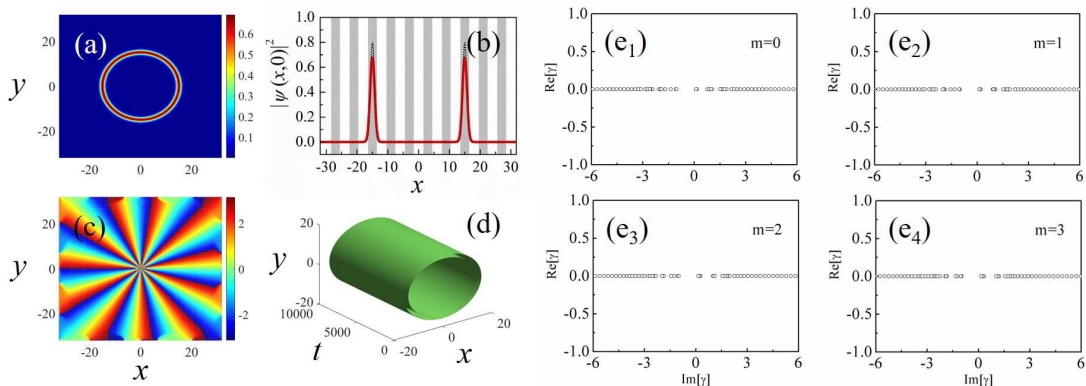 (a)
y
20
0
-20
-20
0
20
0.6
0.5
0.4
0.3
0.2
0.1
(b)
|ψ(x,0)|²
1.0
0.8
0.6
0.4
0.2
0.0
-30 -20 -10 0 10 20 30
x
(c)
y
20
0
-20
-20
0
20
x
2
0
-2
(d)
y
20
0
-20
10000
5000
0
t
-20
0
20
x
(e₁)
m=0
Re[γ]
1.0
0.5
0.0
-0.5
-1.0
-6 -3 0 3 6
(e₂)
m=1
Re[γ]
1.0
0.5
0.0
-0.5
-1.0
-6 -3 0 3 6
(e₃)
m=2
Re[γ]
1.0
0.5
0.0
-0.5
-1.0
-6 -3 0 3 6
Im[γ]
(e₄)
m=3
Re[γ]
1.0
0.5
0.0
-0.5
-1.0
-6 -3 0 3 6
Im[γ]